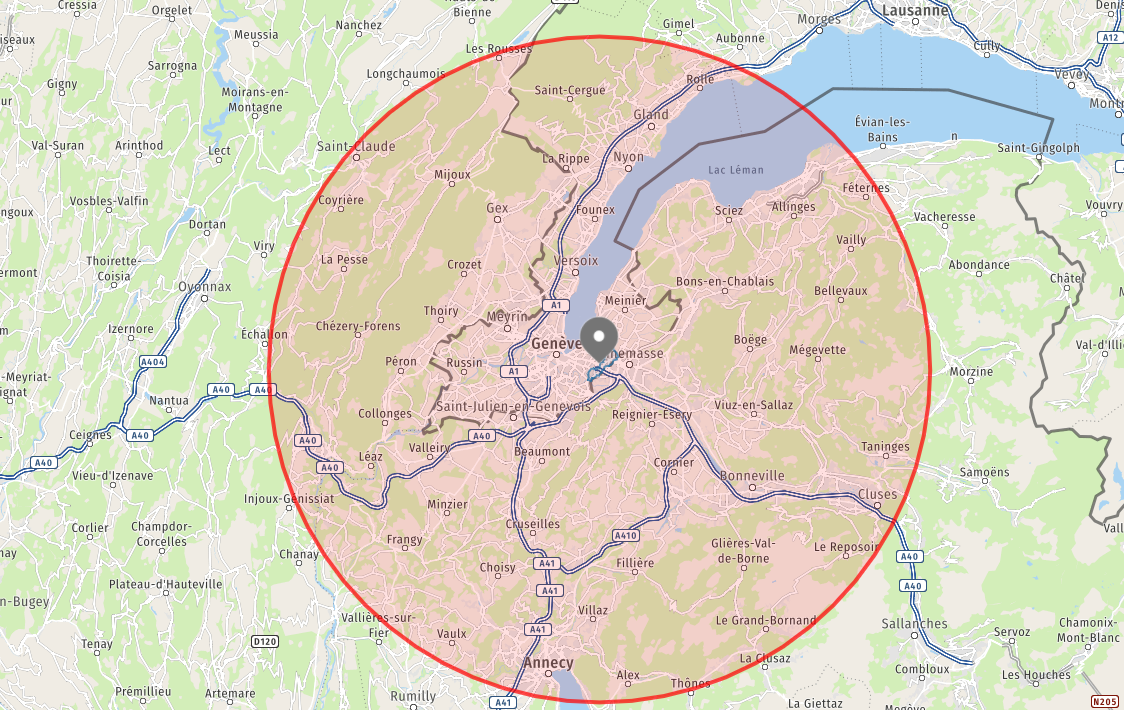 Cressia
Orgelet
Bienne
Gimel
Morges
Lausanne
Meussia
Nanchez
Les Rousses
Aubonne
Cully
A12
Sarrogna
Longchaumois
Rolle
Vevey
Gigny
Moirans-en-
Montagne
Saint-Cergue
Gland
Évian-les-
Bains
n
Val-Suran
Arinthod
Lect
Saint-Claude
La Rippe
Nyon
Saint-Gingolph
Mijoux
Lac Léman
Féternes
Vosbles-Valfin
Coyrière
Gex
Founex
Sciez
Allinges
Vacheresse
Dortan
Viry
Vailly
Thoirette-
Coisia
La Pesse
Crozet
Versoix
Abondance
Oyonnax
Bons-en-Chablais
Bellevaux
Izernore
Échallon
Chézery-Forens
Thoiry
Meyrin
A1
Meinier
Genève
Boëge
Mégevette
A404
Péron
Russin
A1
nemasse
Morzine
Nantua
A40
A40
Collonges
Saint-Julien-en-Genevois
Reignier-Esery
Viuz-en-Sallaz
Ceignes
A40
A40
Valleiry
A40
Beaumont
Taninges
A40
Vieu-d'Izenave
A40
Léaz
Cornier
Bonneville
Samoëns
Injoux-Génissiat
Minzier
Cluses
Corlier
Champdor-
Corcelles
Cruseilles
Frangy
A410
Glières-Val-
de-Borne
Le Reposoir
Chanay
Choisy
A41
Fillière
A40
Plateau-d'Hauteville
A41
A40
n-Bugey
Vallières-sur-
Fier
Villaz
Le Grand-Bornand
Sallanches
Chamonix-
Mont-Blanc
Tenay
D120
Vaulx
A41
Servoz
Annecy
La Clusaz
Combloux
Les Houches
Prémillieu
Artemare
Rumilly
A41
Alex
Thônes
La Giettaz
N205